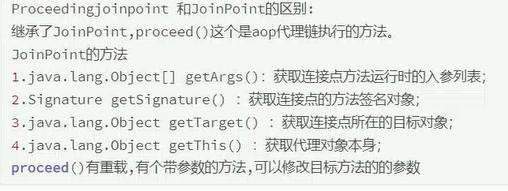 Proceedingjoinpoint 和JoinPoint的区别:
继承了JoinPoint,proceed()这个是aop代理链执行的方法。
JoinPoint的方法
1.java.lang.Object[] getArgs(): 获取连接点方法运行时的入参列表;
2.Signature getSignature() : 获取连接点的方法签名对象;
3.java.lang.Object getTarget() : 获取连接点所在的目标对象;
4.java.lang.Object getThis() : 获取代理对象本身;
proceed()有重载,有个带参数的方法,可以修改目标方法的的参数